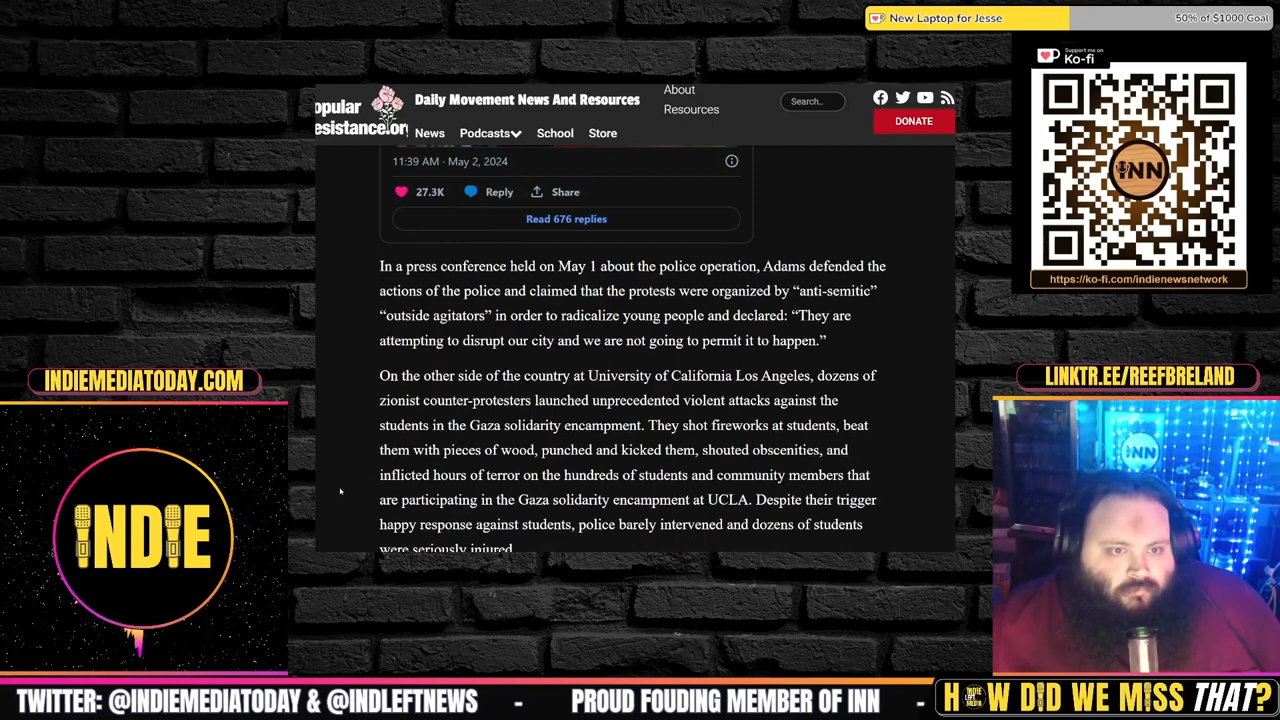 New Laptop for Jesse
50% of $1000 Goal
Support me on
Ko-fi
INN
https://ko-fi.com/indienewsnetwork
opular
esistance.org
Daily Movement News And Resources
About
Resources
News
Podcasts
School
Store
Search..
DONATE
11:39 AM · May 2, 2024
27.3K
Reply
Share
Read 676 replies
In a press conference held on May 1 about the police operation, Adams defended the
actions of the police and claimed that the protests were organized by “anti-semitic”
“outside agitators” in order to radicalize young people and declared: “They are
attempting to disrupt our city and we are not going to permit it to happen.”
On the other side of the country at University of California Los Angeles, dozens of
zionist counter-protesters launched unprecedented violent attacks against the
students in the Gaza solidarity encampment. They shot fireworks at students, beat
them with pieces of wood, punched and kicked them, shouted obscenities, and
inflicted hours of terror on the hundreds of students and community members that
are participating in the Gaza solidarity encampment at UCLA. Despite their trigger
happy response against students, police barely intervened and dozens of students
were seriously injured
INDIEMEDIATODAY.COM
INDIE
LINKTR.EE/REEFBRELAND
INN
TWITTER: @INDIEMEDIATODAY & @INDLEFTNEWS - PROUD FOUDING MEMBER OF INN -
INDIE
LEFT
MEDIA
HOW DID WE MISS THAT?